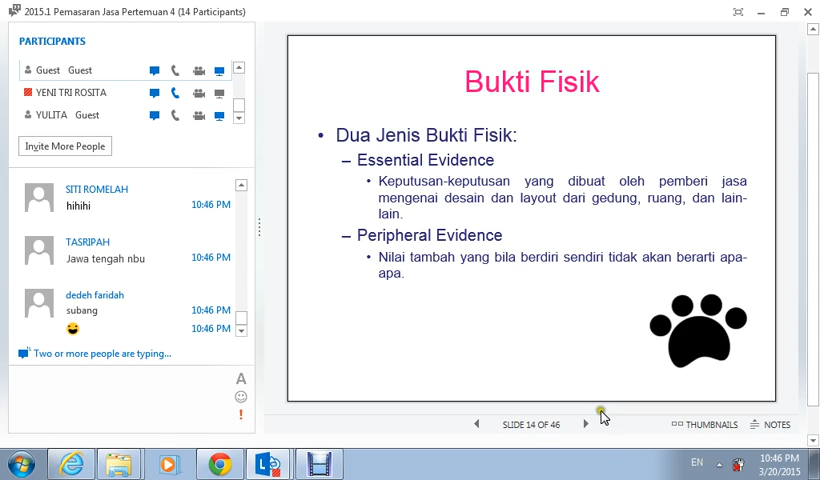 2015.1 Pemasaran Jasa Pertemuan 4 (14 Participants)
PARTICIPANTS
Guest Guest
YENI TRI ROSITA
YULITA Guest
Invite More People
SITI ROMELAH
hihihi
10:46 PM
TASRIPAH
Jawa tengah nbu
10:46 PM
dedeh faridah
subang
10:46 PM
10:46 PM
Two or more people are typing...
A
!
Bukti Fisik
• Dua Jenis Bukti Fisik:
– Essential Evidence
• Keputusan-keputusan yang dibuat oleh pemberi jasa
mengenai desain dan layout dari gedung, ruang, dan lain-
lain.
– Peripheral Evidence
• Nilai tambah yang bila berdiri sendiri tidak akan berarti apa-
apa.
SLIDE 14 OF 46
THUMBNAILS
NOTES
EN
10:46 PM
3/20/2015